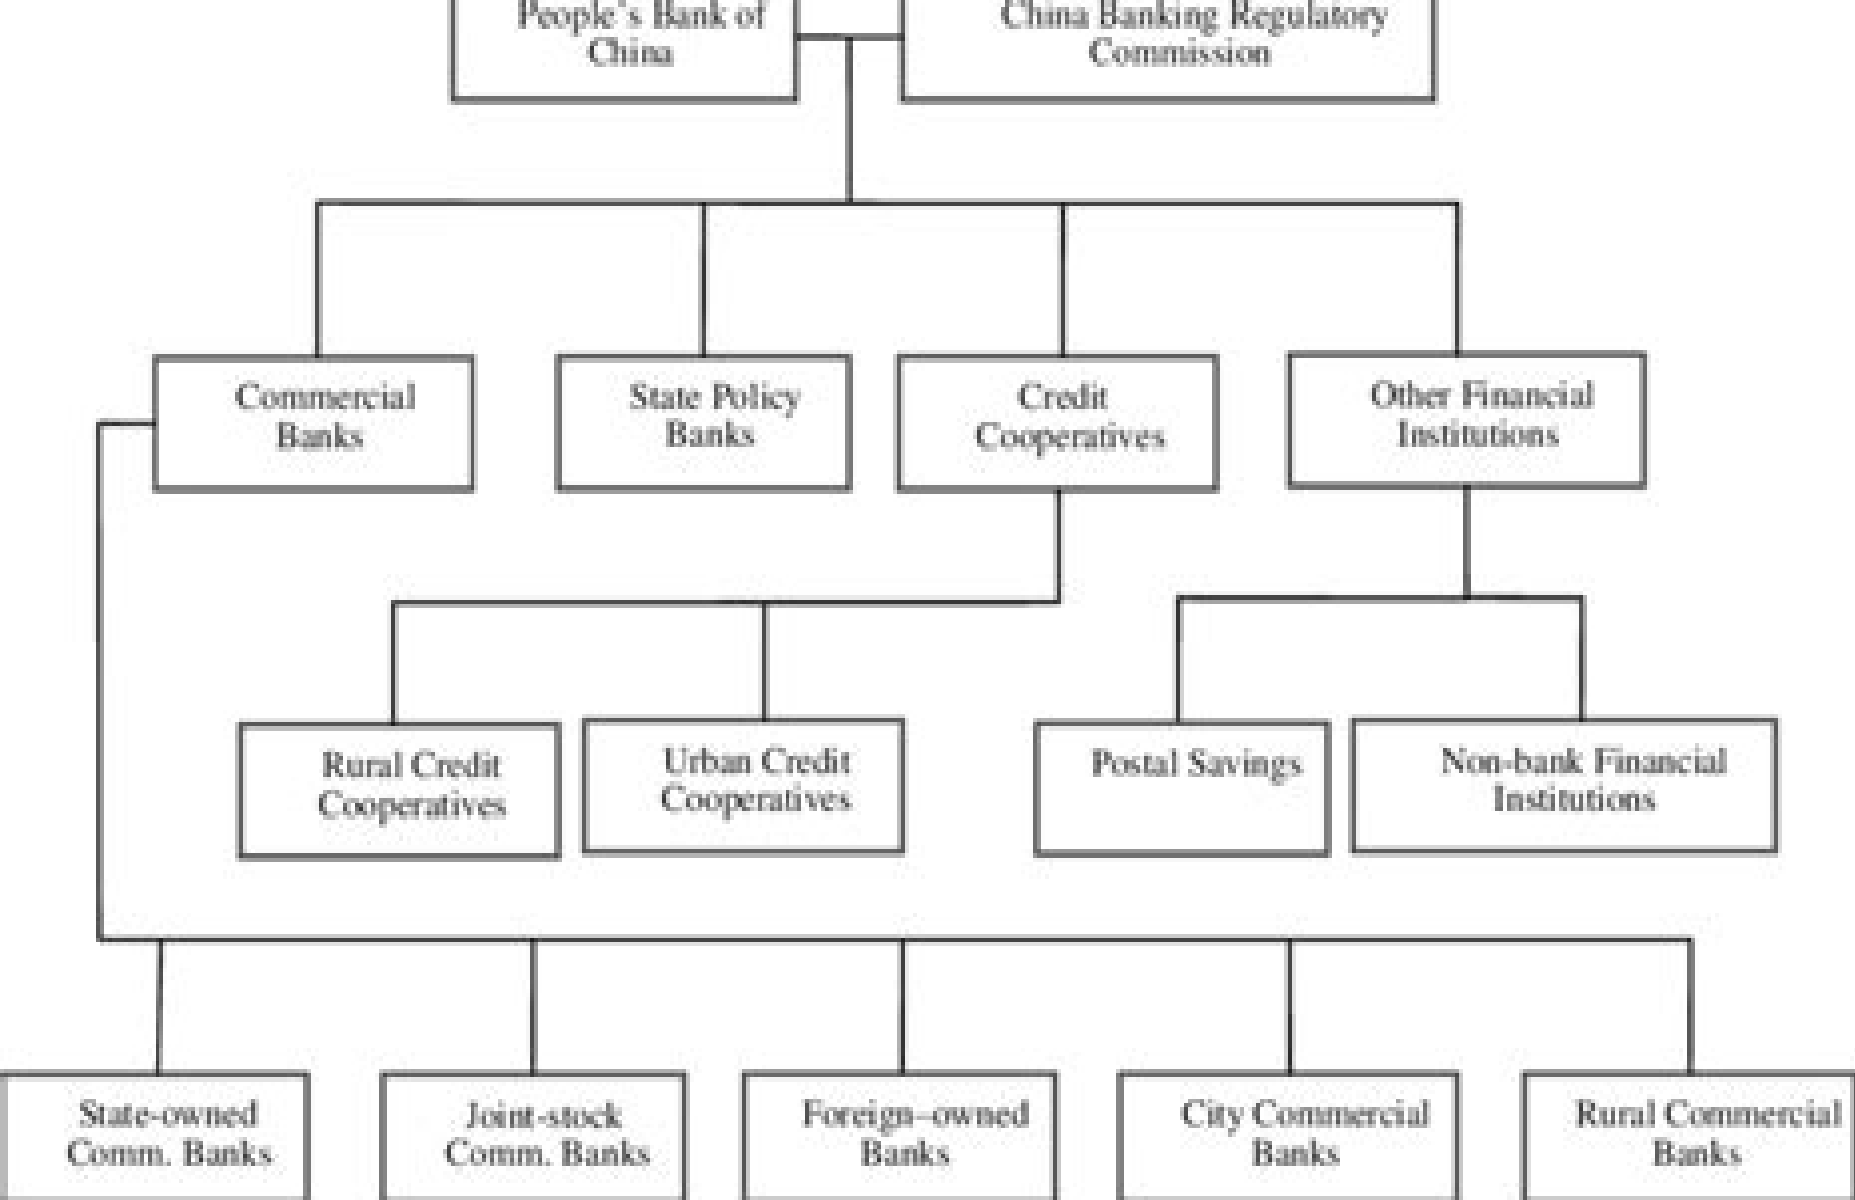 People's Bank of
China
China Banking Regulatory
Commission
Commercial
Banks
State Policy
Banks
Credit
Cooperatives
Other Financial
Institutions
Rural Credit
Cooperatives
Urban Credit
Cooperatives
Postal Savings
Non-bank Financial
Institutions
State-owned
Comm. Banks
Joint-stock
Comm. Banks
Foreign–owned
Banks
City Commercial
Banks
Rural Commercial
Banks